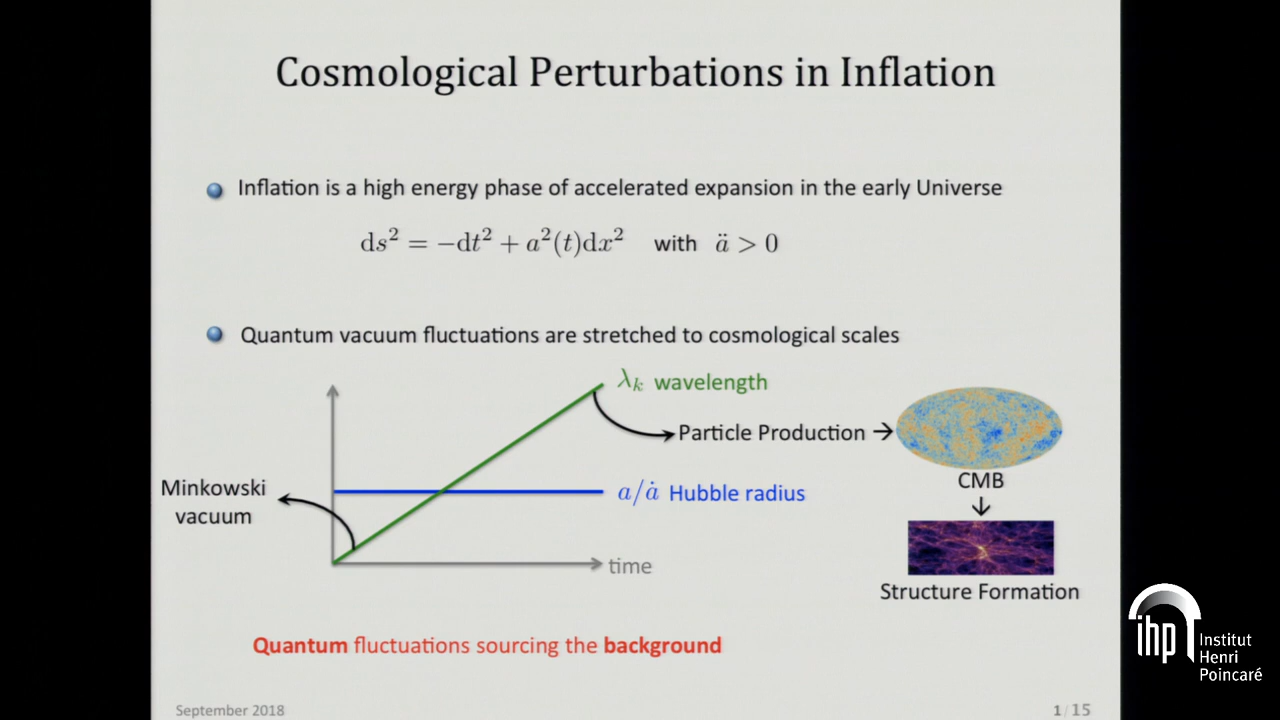 Cosmological Perturbations in Inflation
Inflation is a high energy phase of accelerated expansion in the early Universe
ds² = −dt² + a²(t)dx² with ä > 0
Quantum vacuum fluctuations are stretched to cosmological scales
λₖ wavelength
Particle Production →
CMB
Minkowski
vacuum
a/ȧ Hubble radius
time
Structure Formation
Quantum fluctuations sourcing the background
September 2018
1 / 15
ihp Institut
Henri
Poincaré